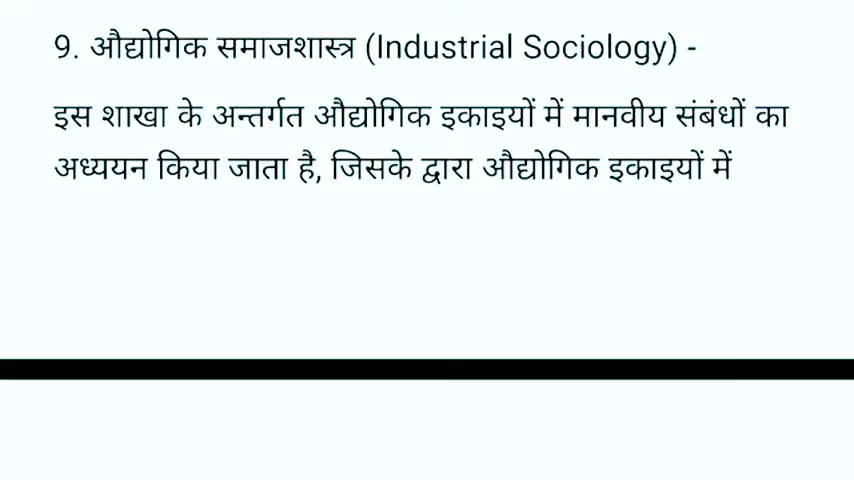 9. औद्योगिक समाजशास्त्र (Industrial Sociology) -
इस शाखा के अन्तर्गत औद्योगिक इकाइयों में मानवीय संबंधों का
अध्ययन किया जाता है, जिसके द्वारा औद्योगिक इकाइयों में